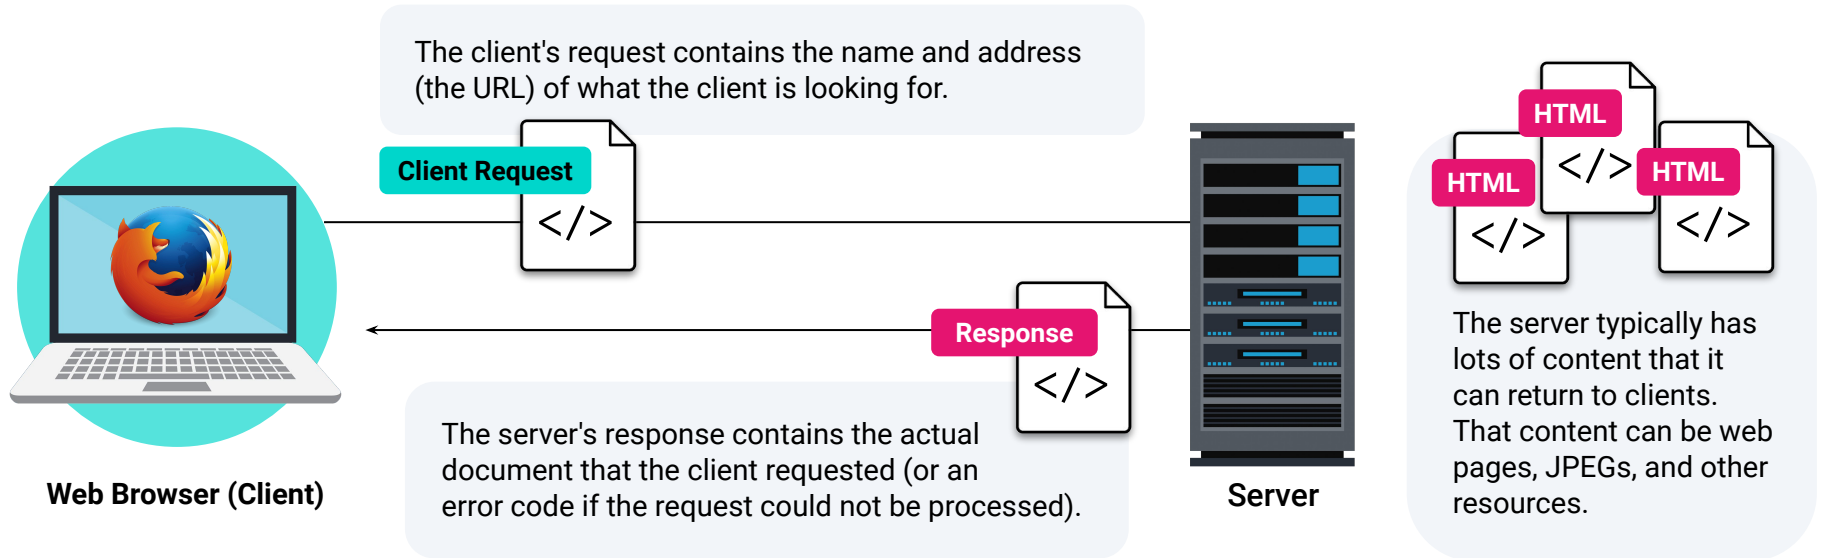 The client's request contains the name and address
(the URL) of what the client is looking for.
Client Request
</>
Response
</>
The server's response contains the actual
document that the client requested (or an
error code if the request could not be processed).
Web Browser (Client)
Server
HTML
</>
HTML
</>
HTML
</>
The server typically has
lots of content that it
can return to clients.
That content can be web
pages, JPEGs, and other
resources.